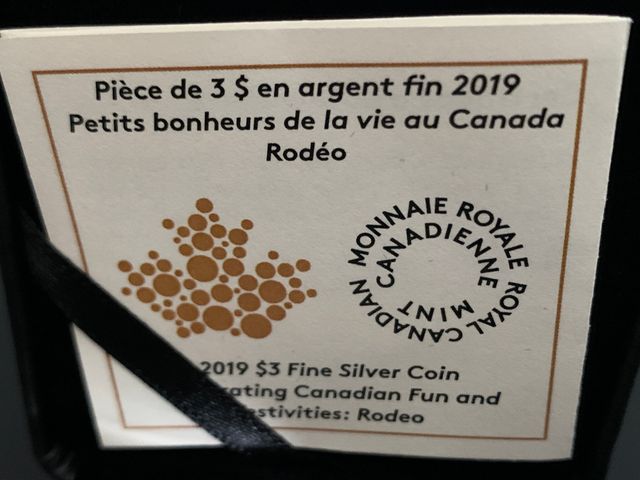 Pièce de 3 $ en argent fin 2019
Petits bonheurs de la vie au Canada
Rodéo
MONNAIE ROYALE CANADIENNE
ROYAL CANADIAN MINT
2019 $3 Fine Silver Coin
Canadian Fun and
Rodeo